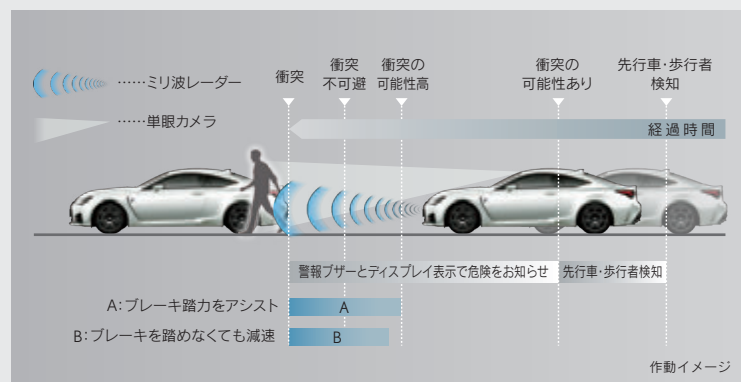 ……ミリ波レーダー
……単眼カメラ
衝突
衝突
不可避
衝突の
可能性高
衝突の
可能性あり
先行車・歩行者
検知
経過時間
警報ブザーとディスプレイ表示で危険をお知らせ
先行車・歩行者検知
A：ブレーキ踏力をアシスト
A
B：ブレーキを踏めなくても減速
B
作動イメージ